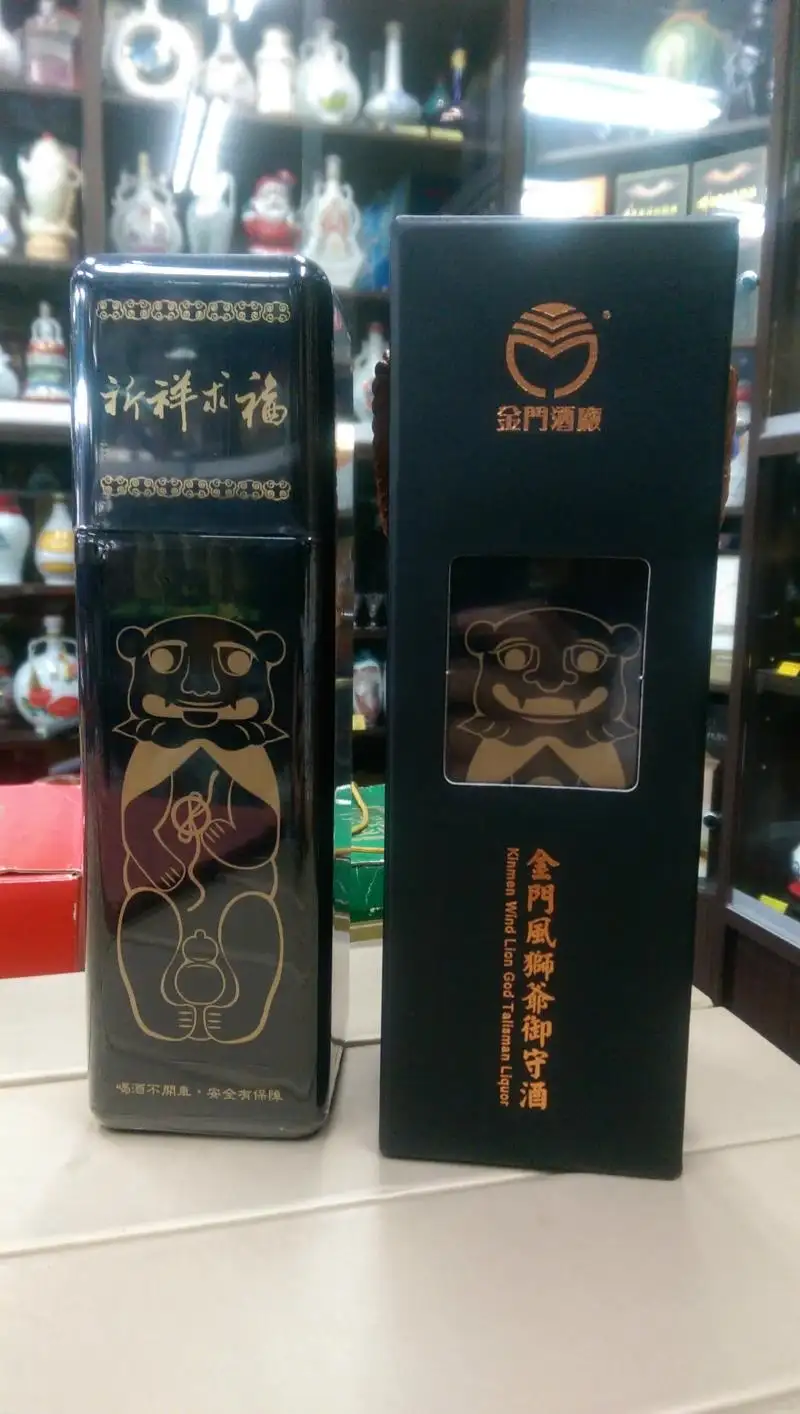 祈祥求福
喝酒不開車・安全有保障
金門酒廠
金門風獅爺御守酒
Kinmen Wind Lion God Talisman Liquor